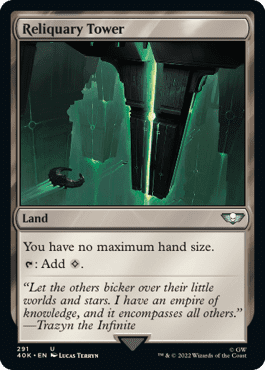 Reliquary Tower
Land
You have no maximum hand size.
: Add .
“Let the others bicker over their little
worlds and stars. I have an empire of
knowledge, and it encompasses all others.”
—Trazyn the Infinite
291 U
40K • EN LUCAS TERRYN
© GW
™ & © 2022 Wizards of the Coast